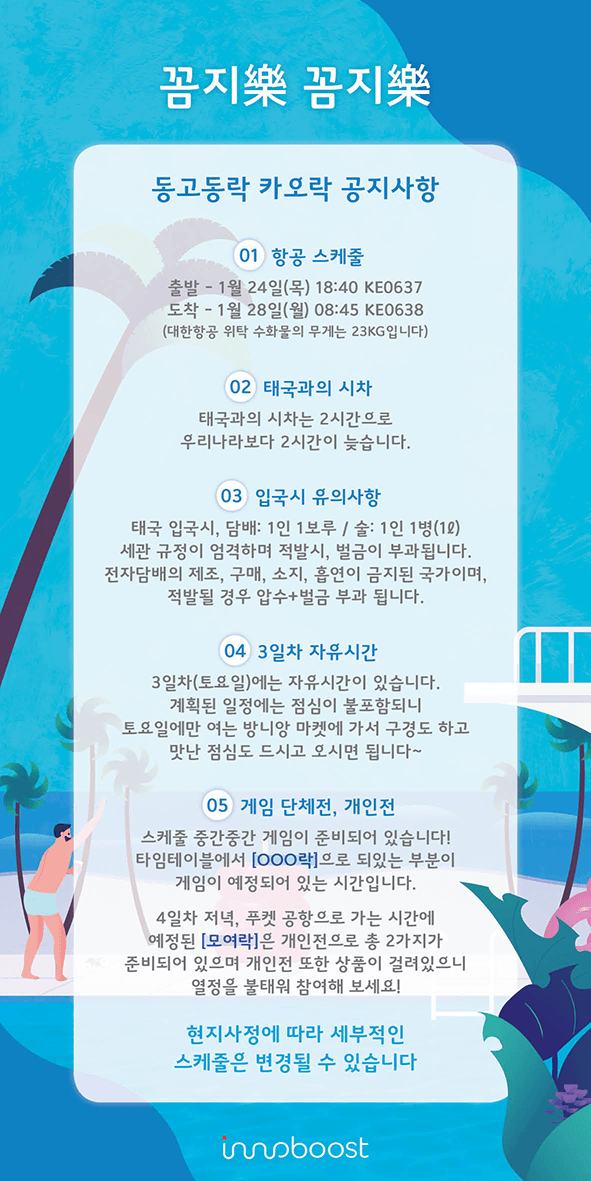 꼼지樂 꼼지樂
동고동락 카오락 공지사항
01 항공 스케줄
출발 - 1월 24일(목) 18:40 KE0637
도착 - 1월 28일(월) 08:45 KE0638
(대한항공 위탁 수화물의 무게는 23KG입니다)
02 태국과의 시차
태국과의 시차는 2시간으로
우리나라보다 2시간이 늦습니다.
03 입국시 유의사항
태국 입국시, 담배: 1인 1보루 / 술: 1인 1병(1ℓ)
세관 규정이 엄격하며 적발시, 벌금이 부과됩니다.
전자담배의 제조, 구매, 소지, 흡연이 금지된 국가이며,
적발될 경우 압수+벌금 부과 됩니다.
04 3일차 자유시간
3일차(토요일)에는 자유시간이 있습니다.
계획된 일정에는 점심이 불포함되니
토요일에만 여는 방니앙 마켓에 가서 구경도 하고
맛난 점심도 드시고 오시면 됩니다~
05 게임 단체전, 개인전
스케줄 중간중간 게임이 준비되어 있습니다!
타임테이블에서 [OOO락]으로 되있는 부분이
게임이 예정되어 있는 시간입니다.
4일차 저녁, 푸켓 공항으로 가는 시간에
예정된 [모여락]은 개인전으로 총 2가지가
준비되어 있으며 개인전 또한 상품이 걸려있으니
열정을 불태워 참여해 보세요!
현지사정에 따라 세부적인
스케줄은 변경될 수 있습니다
innoboost